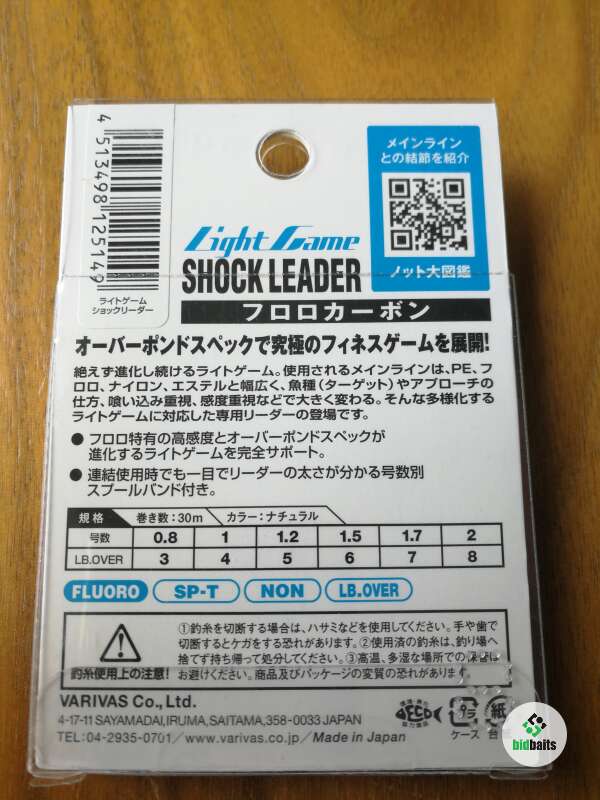 4 513498 125149
ライトゲーム
ショックリーダー
メインライン
との結節を紹介
ノット大図鑑
Light Game
SHOCK LEADER
フロロカーボン
オーバーポンドスペックで究極のフィネスゲームを展開!
絶えず進化し続けるライトゲーム。使用されるメインラインは、PE、フ
ロロ、ナイロン、エステルと幅広く、魚種(ターゲット)やアプローチの
仕方、喰い込み重視、感度重視などで大きく変わる。そんな多様化する
ライトゲームに対応した専用リーダーの登場です。
● フロロ特有の高感度とオーバーポンドスペックが
進化するライトゲームを完全サポート。
● 連結使用時でも一目でリーダーの太さが分かる号数別
スプールバンド付き。
規格 巻き数:30m カラー:ナチュラル
号数 0.8 1 1.2 1.5 1.7 2
LB.OVER 3 4 5 6 7 8
FLUORO SP-T NON LB.OVER
釣糸使用上の注意!
①釣糸を切断する場合は、ハサミなどを使用してください。手や歯で
切断するとケガをする恐れがあります。②使用済の釣糸は、釣り場へ
捨てず持ち帰って処分してください。③高温、多湿な場所での保管は
お避けください。商品及びパッケージの変質の恐れがあります。
VARIVAS Co., Ltd.
4-17-11 SAYAMADAI,IRUMA,SAITAMA,358-0033 JAPAN
TEL:04-2935-0701／www.varivas.co.jp／Made in Japan
ECO
プラ
ケース
紙
台
bidbaits